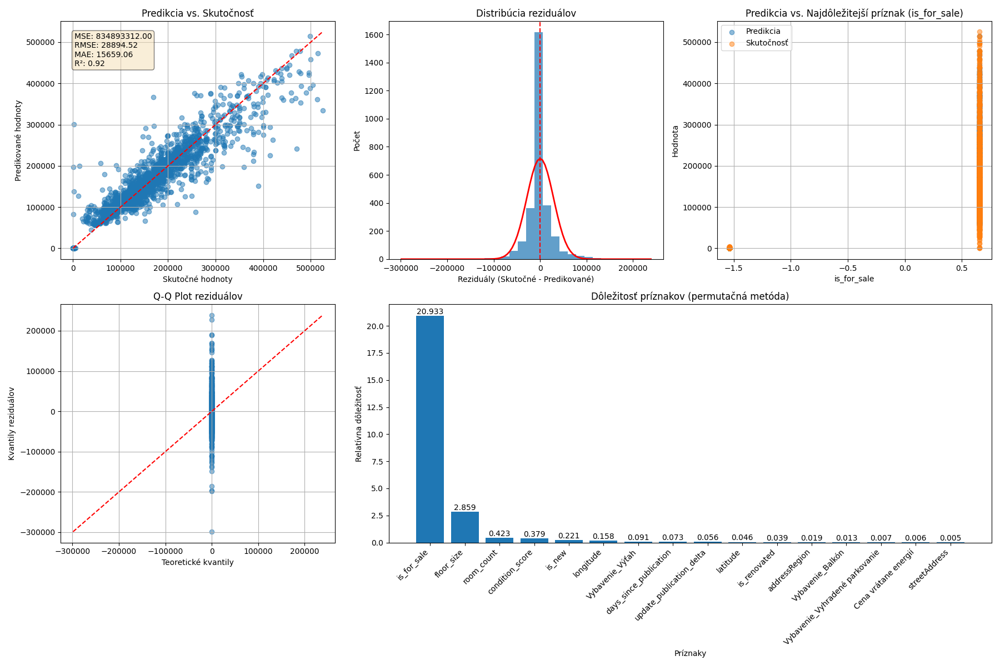 Predikcia vs. Skutočnosť
MSE: 834893312.00
RMSE: 28894.52
MAE: 15659.06
R²: 0.92
500000
400000
300000
200000
100000
0
Predikované hodnoty
0 100000 200000 300000 400000 500000
Skutočné hodnoty
Distribúcia reziduálov
1600
1400
1200
1000
800
600
400
200
0
Počet
−300000 −200000 −100000 0 100000 200000
Reziduály (Skutočné - Predikované)
Predikcia vs. Najdôležitejší príznak (is_for_sale)
Predikcia
Skutočnosť
500000
400000
300000
200000
100000
0
Hodnota
−1.5 −1.0 −0.5 0.0 0.5
is_for_sale
Q-Q Plot reziduálov
200000
100000
0
−100000
−200000
−300000
Kvantily reziduálov
−300000 −200000 −100000 0 100000 200000
Teoretické kvantily
Dôležitosť príznakov (permutačná metóda)
20.0
17.5
15.0
12.5
10.0
7.5
5.0
2.5
0.0
Relatívna dôležitosť
20.933 2.859 0.423 0.379 0.221 0.158 0.091 0.073 0.056 0.046 0.039 0.019 0.013 0.007 0.006 0.005
is_for_sale
floor_size
room_count
condition_score
is_new
longitude
Vybavenie_Výťah
days_since_publication
update_publication_delta
latitude
is_renovated
addressRegion
Vybavenie_Balkón
Vybavenie_Vyhradené parkovanie
Cena vrátane energií
streetAddress
Príznaky